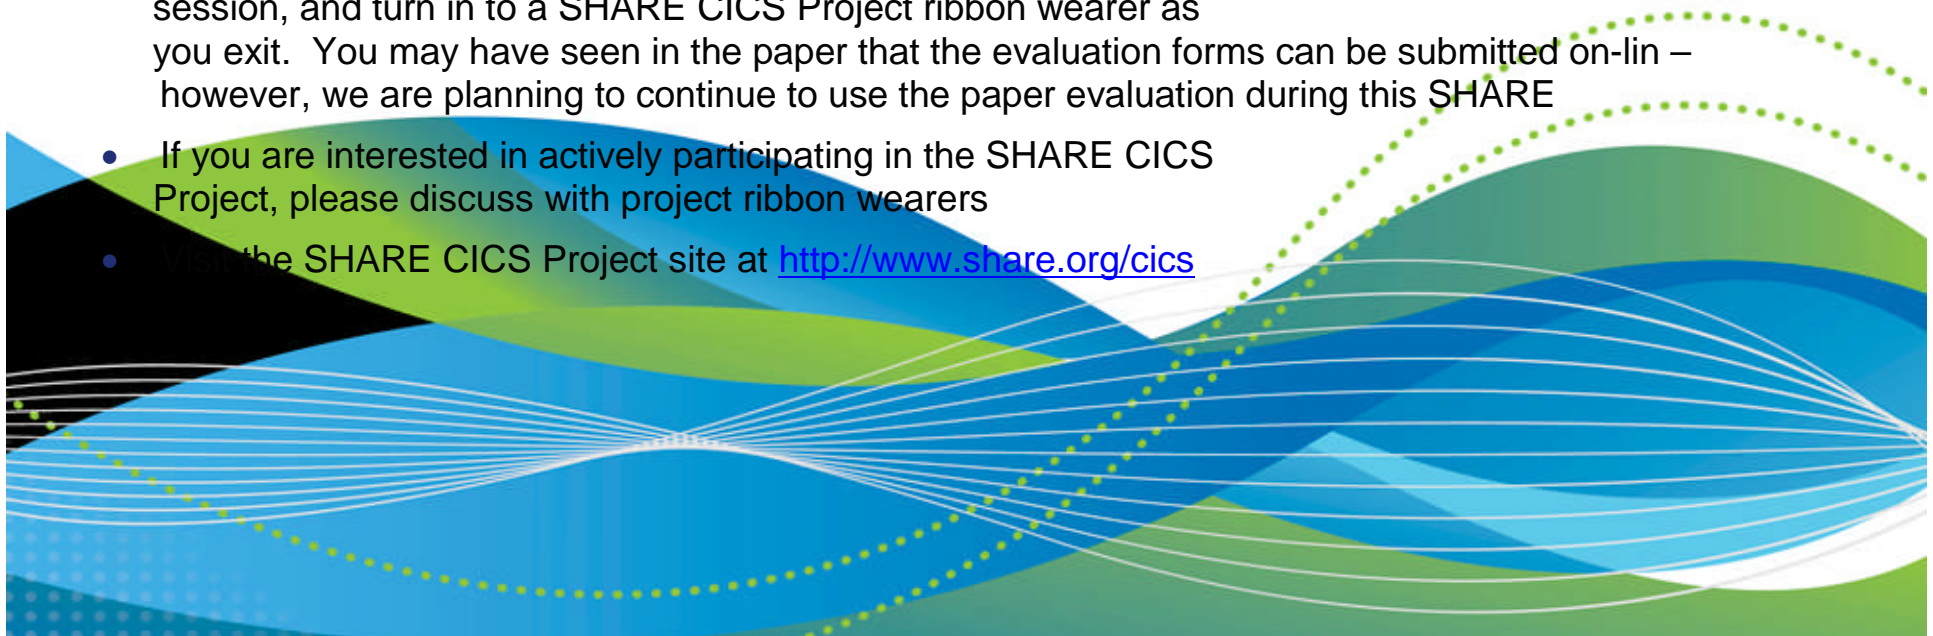 session, and turn in to a SHARE CICS Project ribbon wearer as
you exit.  You may have seen in the paper that the evaluation forms can be submitted on-lin –
however, we are planning to continue to use the paper evaluation during this SHARE
• If you are interested in actively participating in the SHARE CICS
Project, please discuss with project ribbon wearers
• Visit the SHARE CICS Project site at http://www.share.org/cics